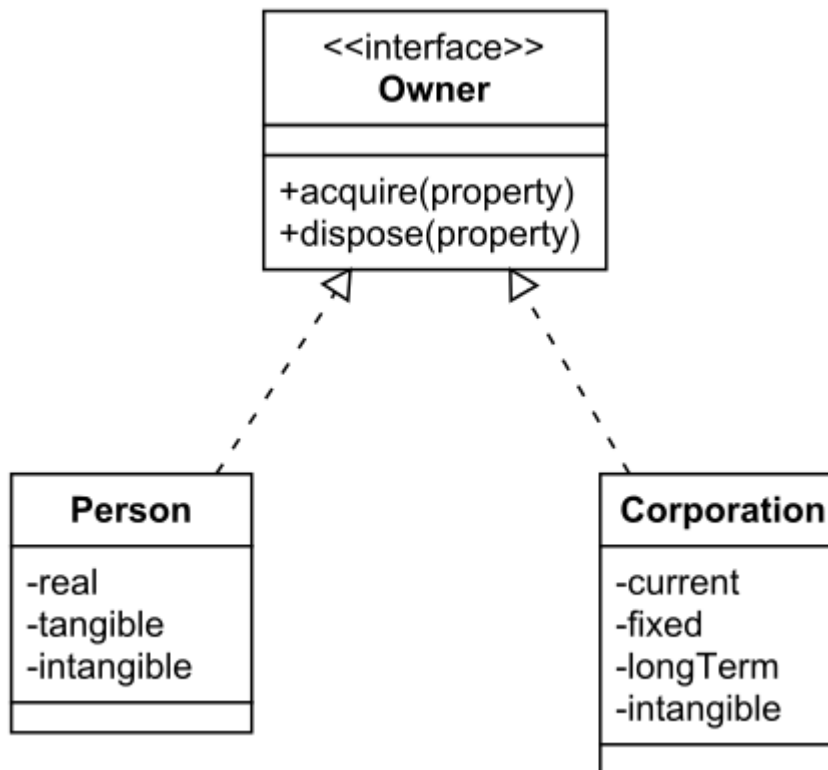 <<interface>>
Owner
+acquire(property)
+dispose(property)
Person
-real
-tangible
-intangible
Corporation
-current
-fixed
-longTerm
-intangible